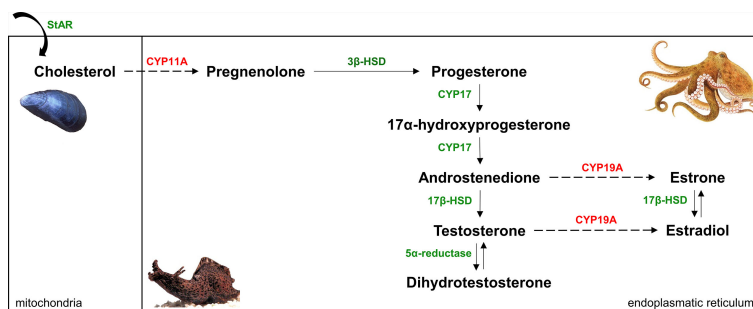 StAR
Cholesterol
CYP11A
Pregnenolone
3β-HSD
Progesterone
CYP17
17α-hydroxyprogesterone
CYP17
Androstenedione
CYP19A
Estrone
17β-HSD
17β-HSD
Testosterone
CYP19A
Estradiol
5α-reductase
Dihydrotestosterone
mitochondria
endoplasmatic reticulum